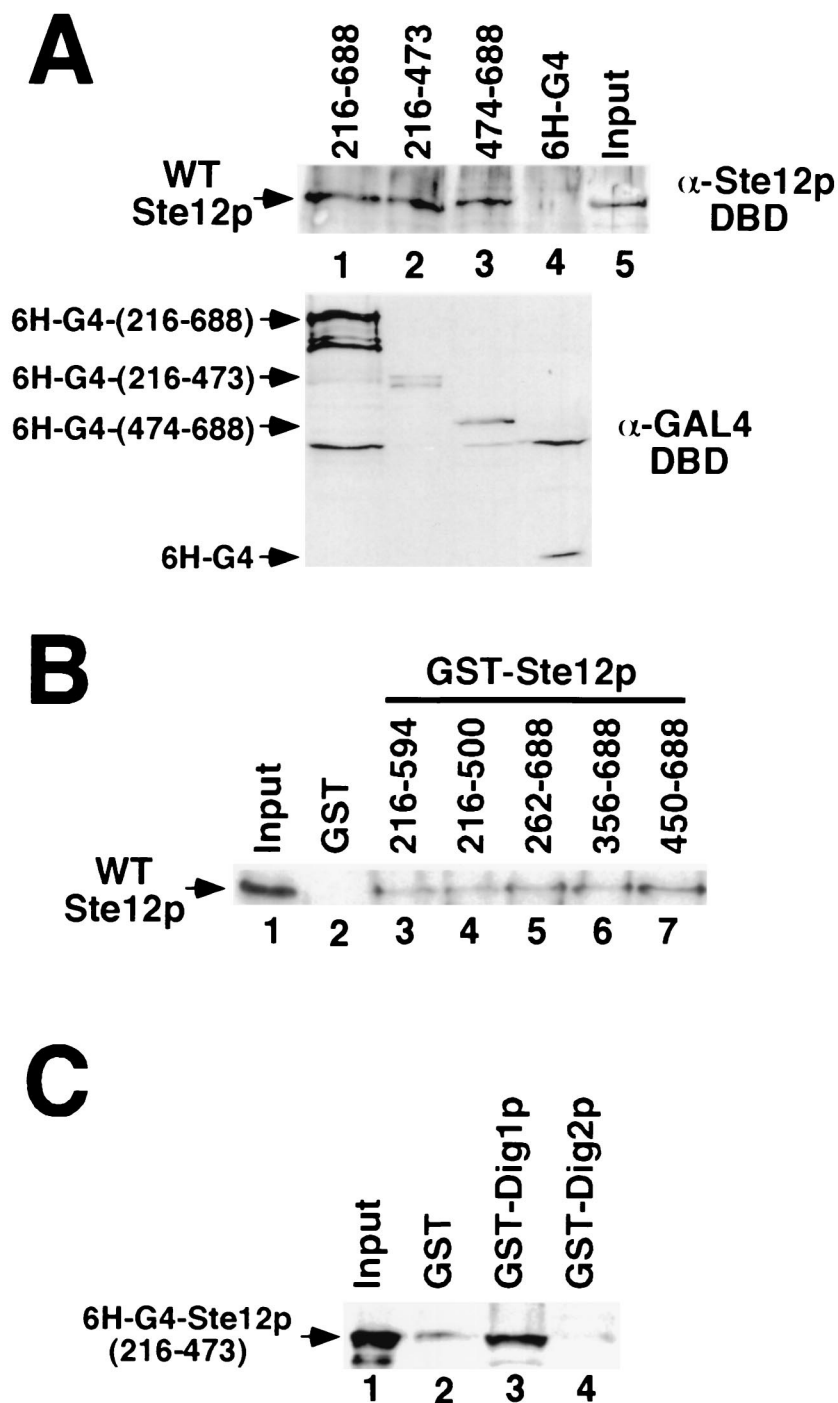 A
216-688
216-473
474-688
6H-G4
Input
WT
Ste12p
α-Ste12p
DBD
1 2 3 4 5
6H-G4-(216-688)
6H-G4-(216-473)
6H-G4-(474-688)
6H-G4
α-GAL4
DBD
B
GST-Ste12p
Input
GST
216-594
216-500
262-688
356-688
450-688
WT
Ste12p
1 2 3 4 5 6 7
C
Input
GST
GST-Dig1p
GST-Dig2p
6H-G4-Ste12p
(216-473)
1 2 3 4